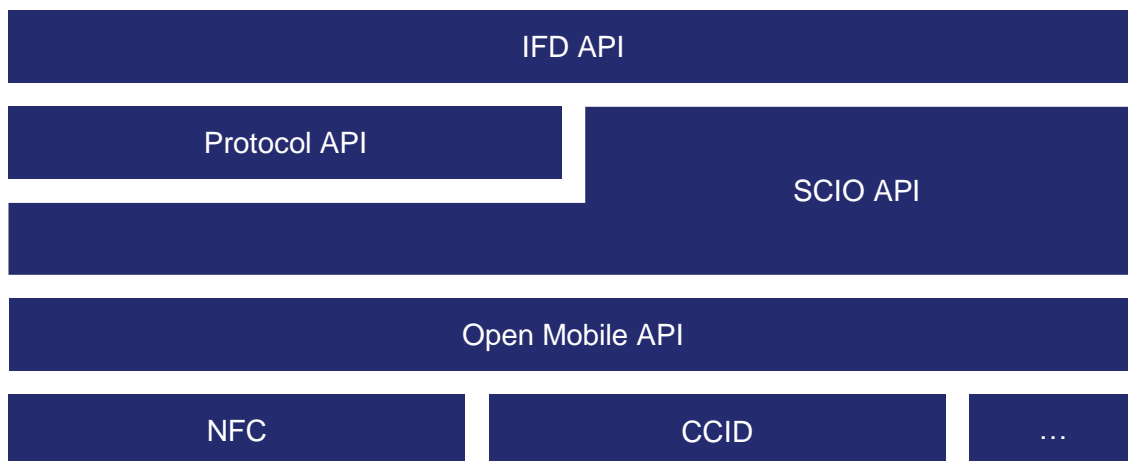 IFD API
Protocol API
SCIO API
Open Mobile API
NFC
CCID
…